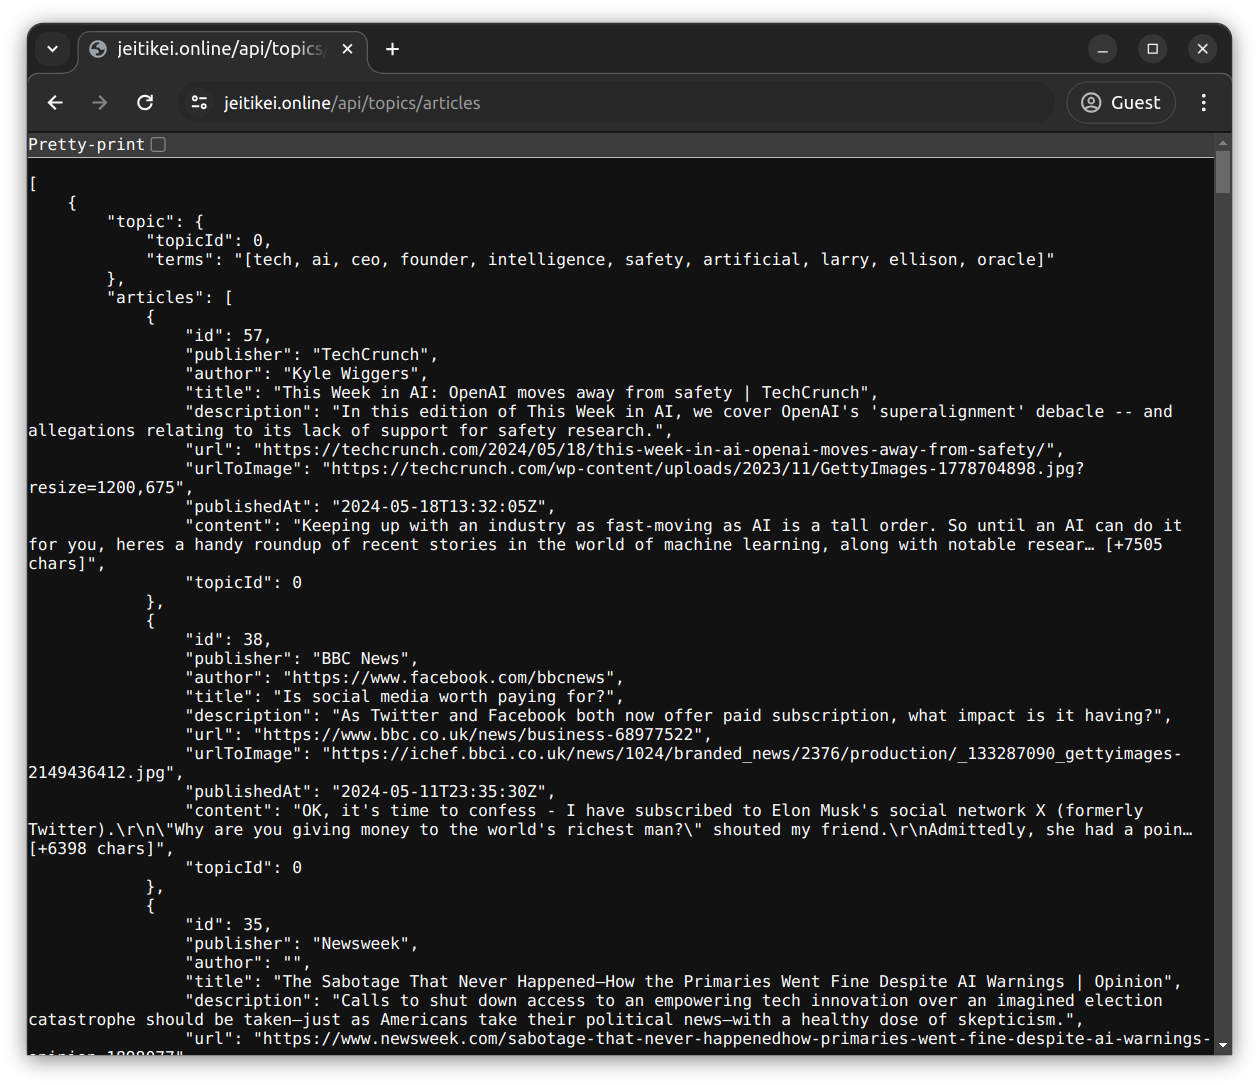 jeitikei.online/api/topics
jeitikei.online/api/topics/articles
Guest
Pretty-print
[
    {
        "topic": {
            "topicId": 0,
            "terms": "[tech, ai, ceo, founder, intelligence, safety, artificial, larry, ellison, oracle]"
        },
        "articles": [
            {
                "id": 57,
                "publisher": "TechCrunch",
                "author": "Kyle Wiggers",
                "title": "This Week in AI: OpenAI moves away from safety | TechCrunch",
                "description": "In this edition of This Week in AI, we cover OpenAI's 'superalignment' debacle -- and
allegations relating to its lack of support for safety research.",
                "url": "https://techcrunch.com/2024/05/18/this-week-in-ai-openai-moves-away-from-safety/",
                "urlToImage": "https://techcrunch.com/wp-content/uploads/2023/11/GettyImages-1778704898.jpg?
resize=1200,675",
                "publishedAt": "2024-05-18T13:32:05Z",
                "content": "Keeping up with an industry as fast-moving as AI is a tall order. So until an AI can do it
for you, heres a handy roundup of recent stories in the world of machine learning, along with notable resear… [+7505
chars]",
                "topicId": 0
            },
            {
                "id": 38,
                "publisher": "BBC News",
                "author": "https://www.facebook.com/bbcnews",
                "title": "Is social media worth paying for?",
                "description": "As Twitter and Facebook both now offer paid subscription, what impact is it having?",
                "url": "https://www.bbc.co.uk/news/business-68977522",
                "urlToImage": "https://ichef.bbci.co.uk/news/1024/branded_news/2376/production/_133287090_gettyimages-
2149436412.jpg",
                "publishedAt": "2024-05-11T23:35:30Z",
                "content": "OK, it's time to confess - I have subscribed to Elon Musk's social network X (formerly
Twitter).\r\n\"Why are you giving money to the world's richest man?\" shouted my friend.\r\nAdmittedly, she had a poin…
[+6398 chars]",
                "topicId": 0
            },
            {
                "id": 35,
                "publisher": "Newsweek",
                "author": "",
                "title": "The Sabotage That Never Happened—How the Primaries Went Fine Despite AI Warnings | Opinion",
                "description": "Calls to shut down access to an empowering tech innovation over an imagined election
catastrophe should be taken—just as Americans take their political news—with a healthy dose of skepticism.",
                "url": "https://www.newsweek.com/sabotage-that-never-happenedhow-primaries-went-fine-despite-ai-warnings-